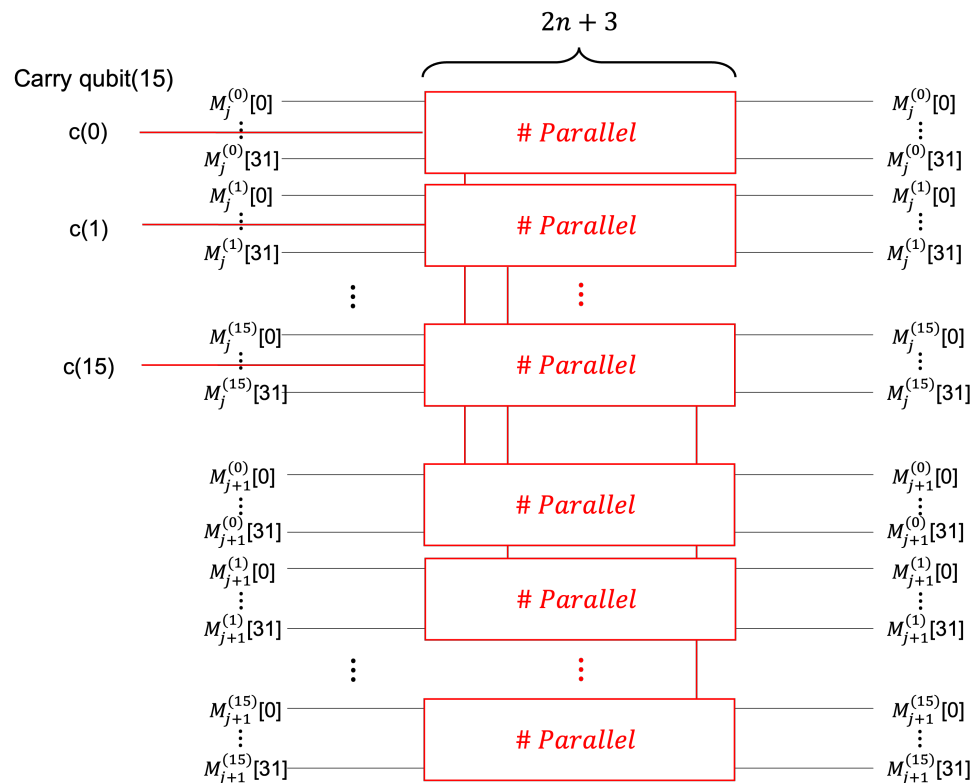 2n + 3
Carry qubit(15)
M_j^(0)[0] # Parallel M_j^(0)[0]
c(0)
M_j^(0)[31] M_j^(0)[31]
M_j^(1)[0] # Parallel M_j^(1)[0]
c(1)
M_j^(1)[31] M_j^(1)[31]
M_j^(15)[0] # Parallel M_j^(15)[0]
c(15)
M_j^(15)[31] M_j^(15)[31]
M_{j+1}^(0)[0] # Parallel M_{j+1}^(0)[0]
M_{j+1}^(0)[31] M_{j+1}^(0)[31]
M_{j+1}^(1)[0] # Parallel M_{j+1}^(1)[0]
M_{j+1}^(1)[31] M_{j+1}^(1)[31]
M_{j+1}^(15)[0] # Parallel M_{j+1}^(15)[0]
M_{j+1}^(15)[31] M_{j+1}^(15)[31]